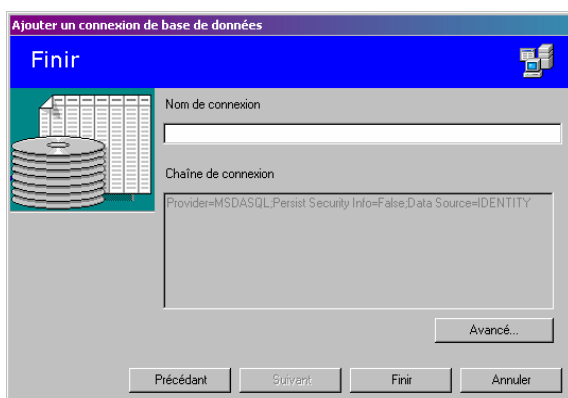 Ajouter un connexion de base de données
Finir
Nom de connexion
Chaîne de connexion
Provider=MSDASQL;Persist Security Info=False;Data Source=IDENTITY
Avancé...
Précédant
Suivant
Finir
Annuler